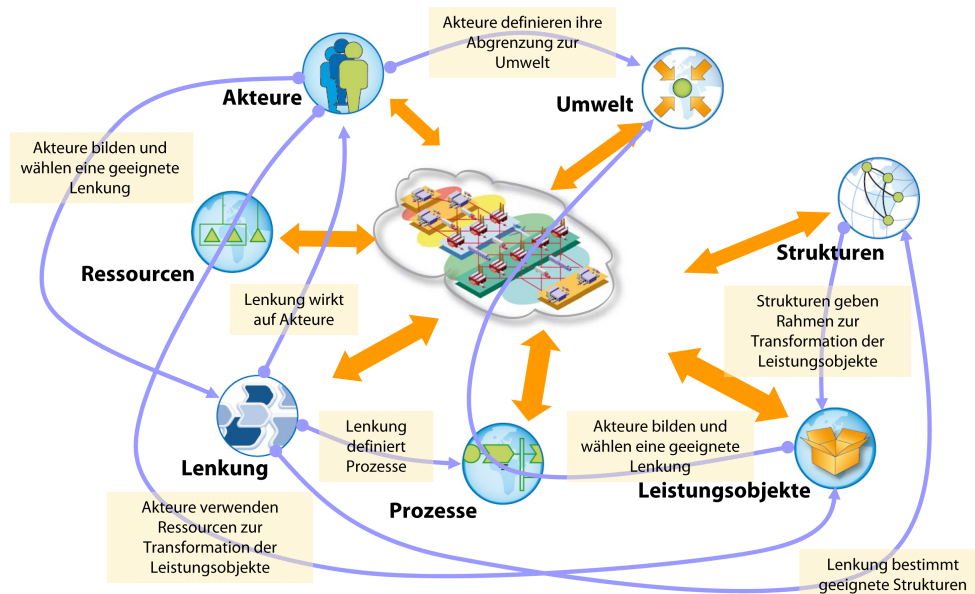 Akteure definieren ihre
Abgrenzung zur
Umwelt
Akteure
Umwelt
Akteure bilden und
wählen eine geeignete
Lenkung
Ressourcen
Strukturen
Lenkung wirkt
auf Akteure
Strukturen geben
Rahmen zur
Transformation der
Leistungsobjekte
Lenkung
definiert
Prozesse
Akteure bilden und
wählen eine geeignete
Lenkung
Lenkung
Prozesse
Leistungsobjekte
Akteure verwenden
Ressourcen zur
Transformation der
Leistungsobjekte
Lenkung bestimmt
geeignete Strukturen